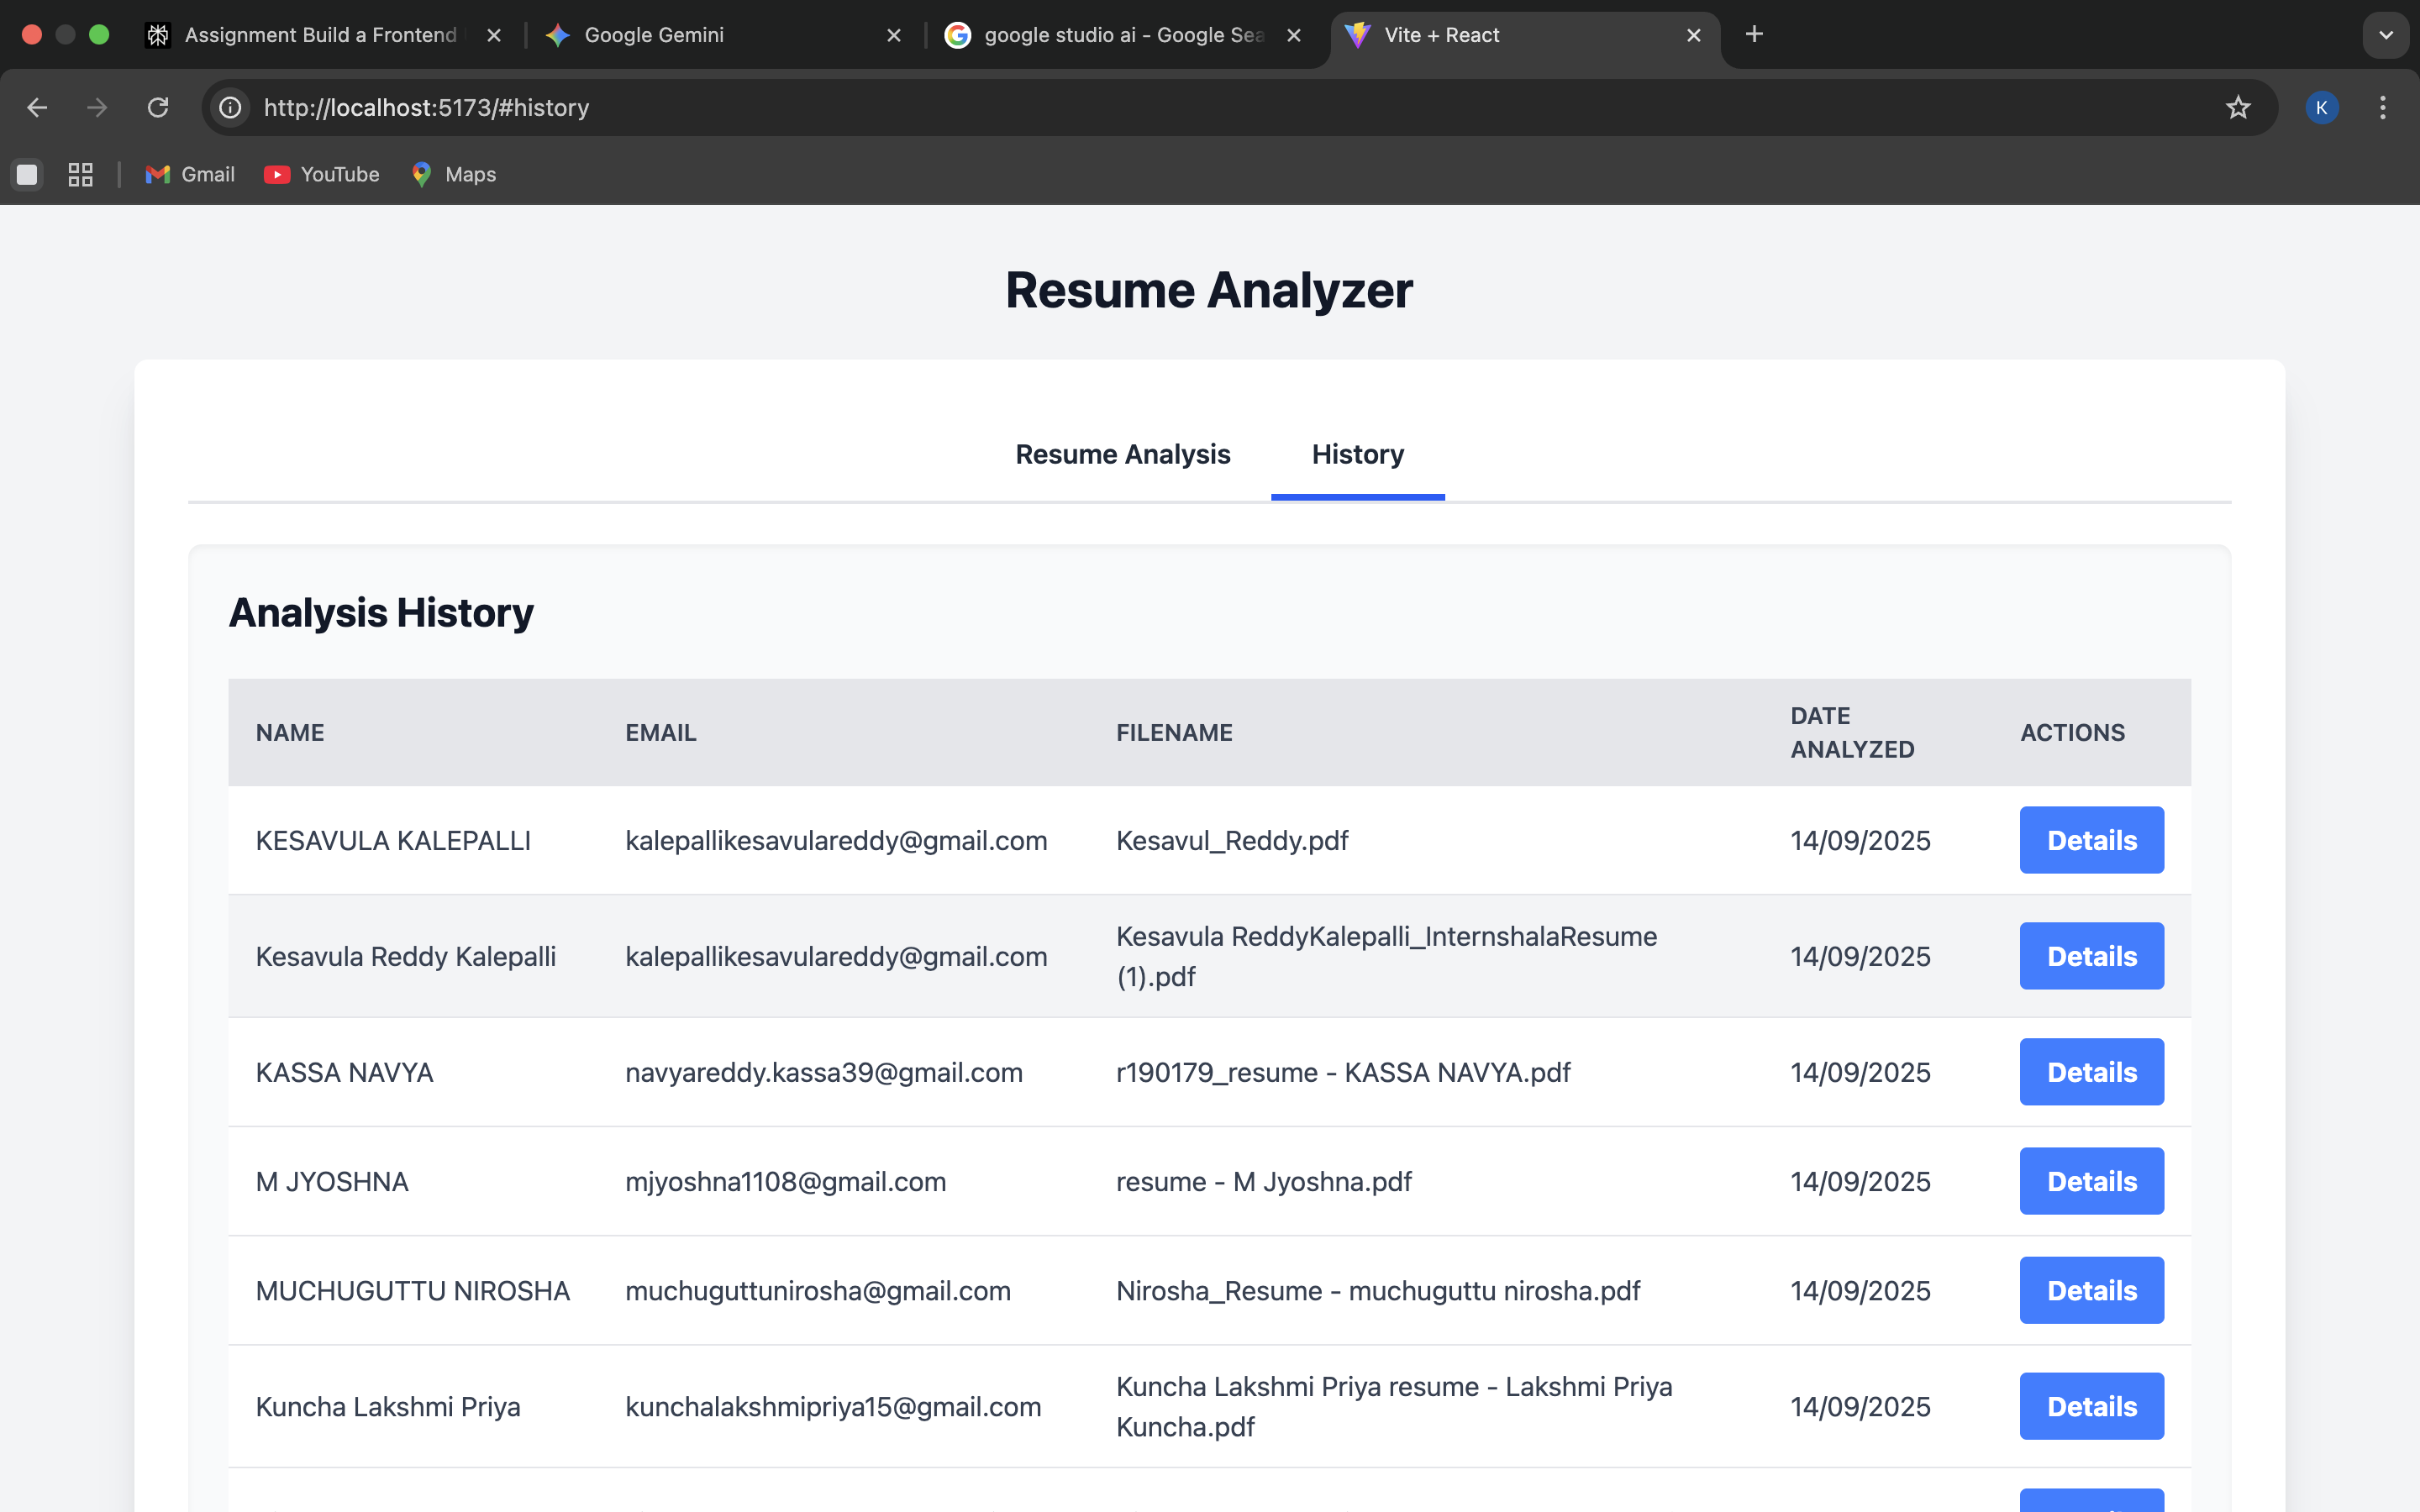 Assignment Build a Frontend
Google Gemini
google studio ai - Google Sea
Vite + React
http://localhost:5173/#history
K
Gmail
YouTube
Maps
Resume Analyzer
Resume Analysis
History
Analysis History
NAME EMAIL FILENAME DATE ANALYZED ACTIONS
KESAVULA KALEPALLI kalepallikesavulareddy@gmail.com Kesavul_Reddy.pdf 14/09/2025 Details
Kesavula Reddy Kalepalli kalepallikesavulareddy@gmail.com Kesavula ReddyKalepalli_InternshalaResume (1).pdf 14/09/2025 Details
KASSA NAVYA navyareddy.kassa39@gmail.com r190179_resume - KASSA NAVYA.pdf 14/09/2025 Details
M JYOSHNA mjyoshna1108@gmail.com resume - M Jyoshna.pdf 14/09/2025 Details
MUCHUGUTTU NIROSHA muchuguttunirosha@gmail.com Nirosha_Resume - muchuguttu nirosha.pdf 14/09/2025 Details
Kuncha Lakshmi Priya kunchalakshmipriya15@gmail.com Kuncha Lakshmi Priya resume - Lakshmi Priya Kuncha.pdf 14/09/2025 Details